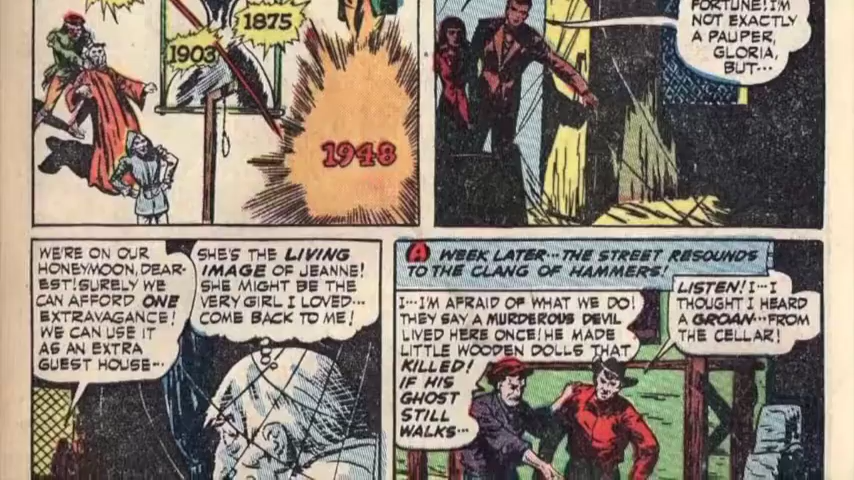 1875
1903
1948
FORTUNE! I'M
NOT EXACTLY
A PAUPER,
GLORIA,
BUT...
WE'RE ON OUR
HONEYMOON, DEAR-
EST! SURELY WE
CAN AFFORD ONE
EXTRAVAGANCE!
WE CAN USE IT
AS AN EXTRA
GUEST HOUSE...
SHE'S THE LIVING
IMAGE OF JEANNE!
SHE MIGHT BE THE
VERY GIRL I LOVED...
COME BACK TO ME!
A WEEK LATER... THE STREET RESOUNDS
TO THE CLANG OF HAMMERS!
I...I'M AFRAID OF WHAT WE DO!
THEY SAY A MURDEROUS DEVIL
LIVED HERE ONCE! HE MADE
LITTLE WOODEN DOLLS THAT
KILLED!
IF HIS
GHOST
STILL
WALKS...
LISTEN! I...I
THOUGHT I HEARD
A GROAN...FROM
THE CELLAR!